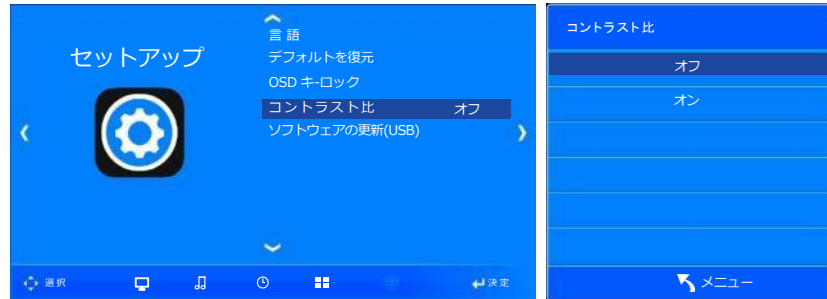 セットアップ
言語
デフォルトを復元
OSD キーロック
コントラスト比 オフ
ソフトウェアの更新(USB)
選択
決定
コントラスト比
オフ
オン
メニュー